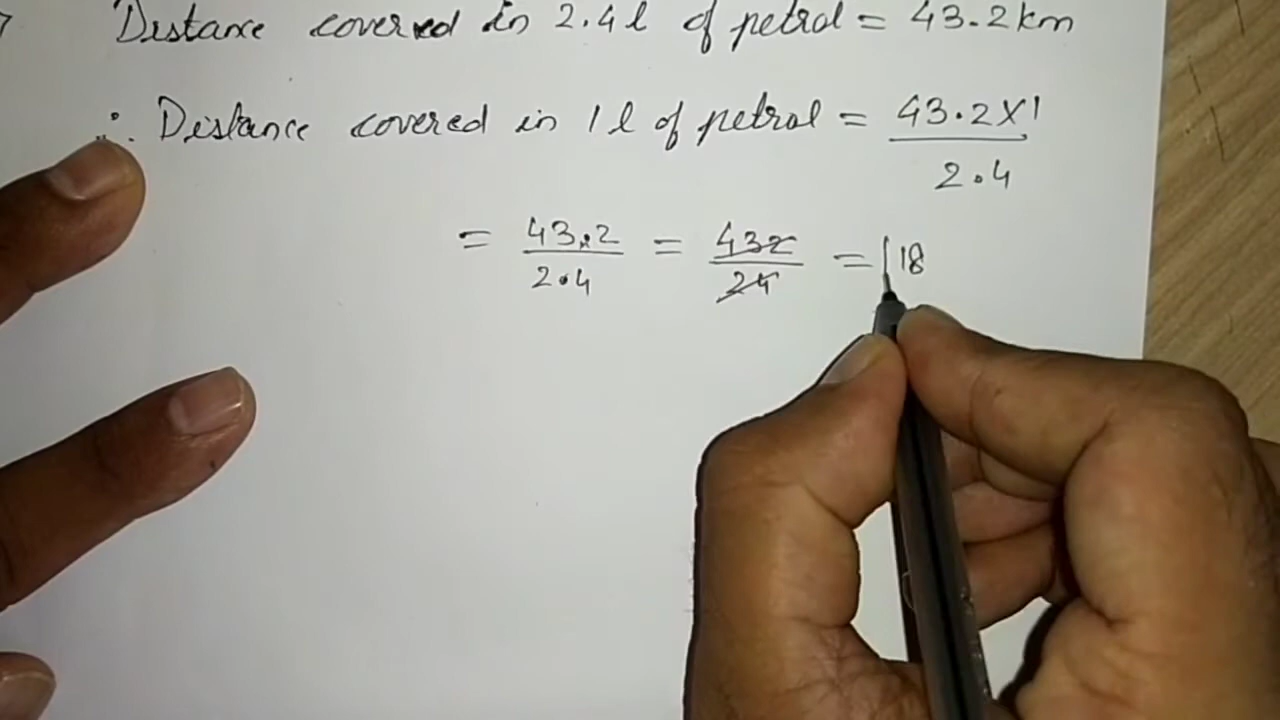 Distance covered in 2.4 l of petrol = 43.2 km
∴ Distance covered in 1 l of petrol = 43.2 X 1 / 2.4
= 43.2 / 2.4 = 432 / 24 = 18